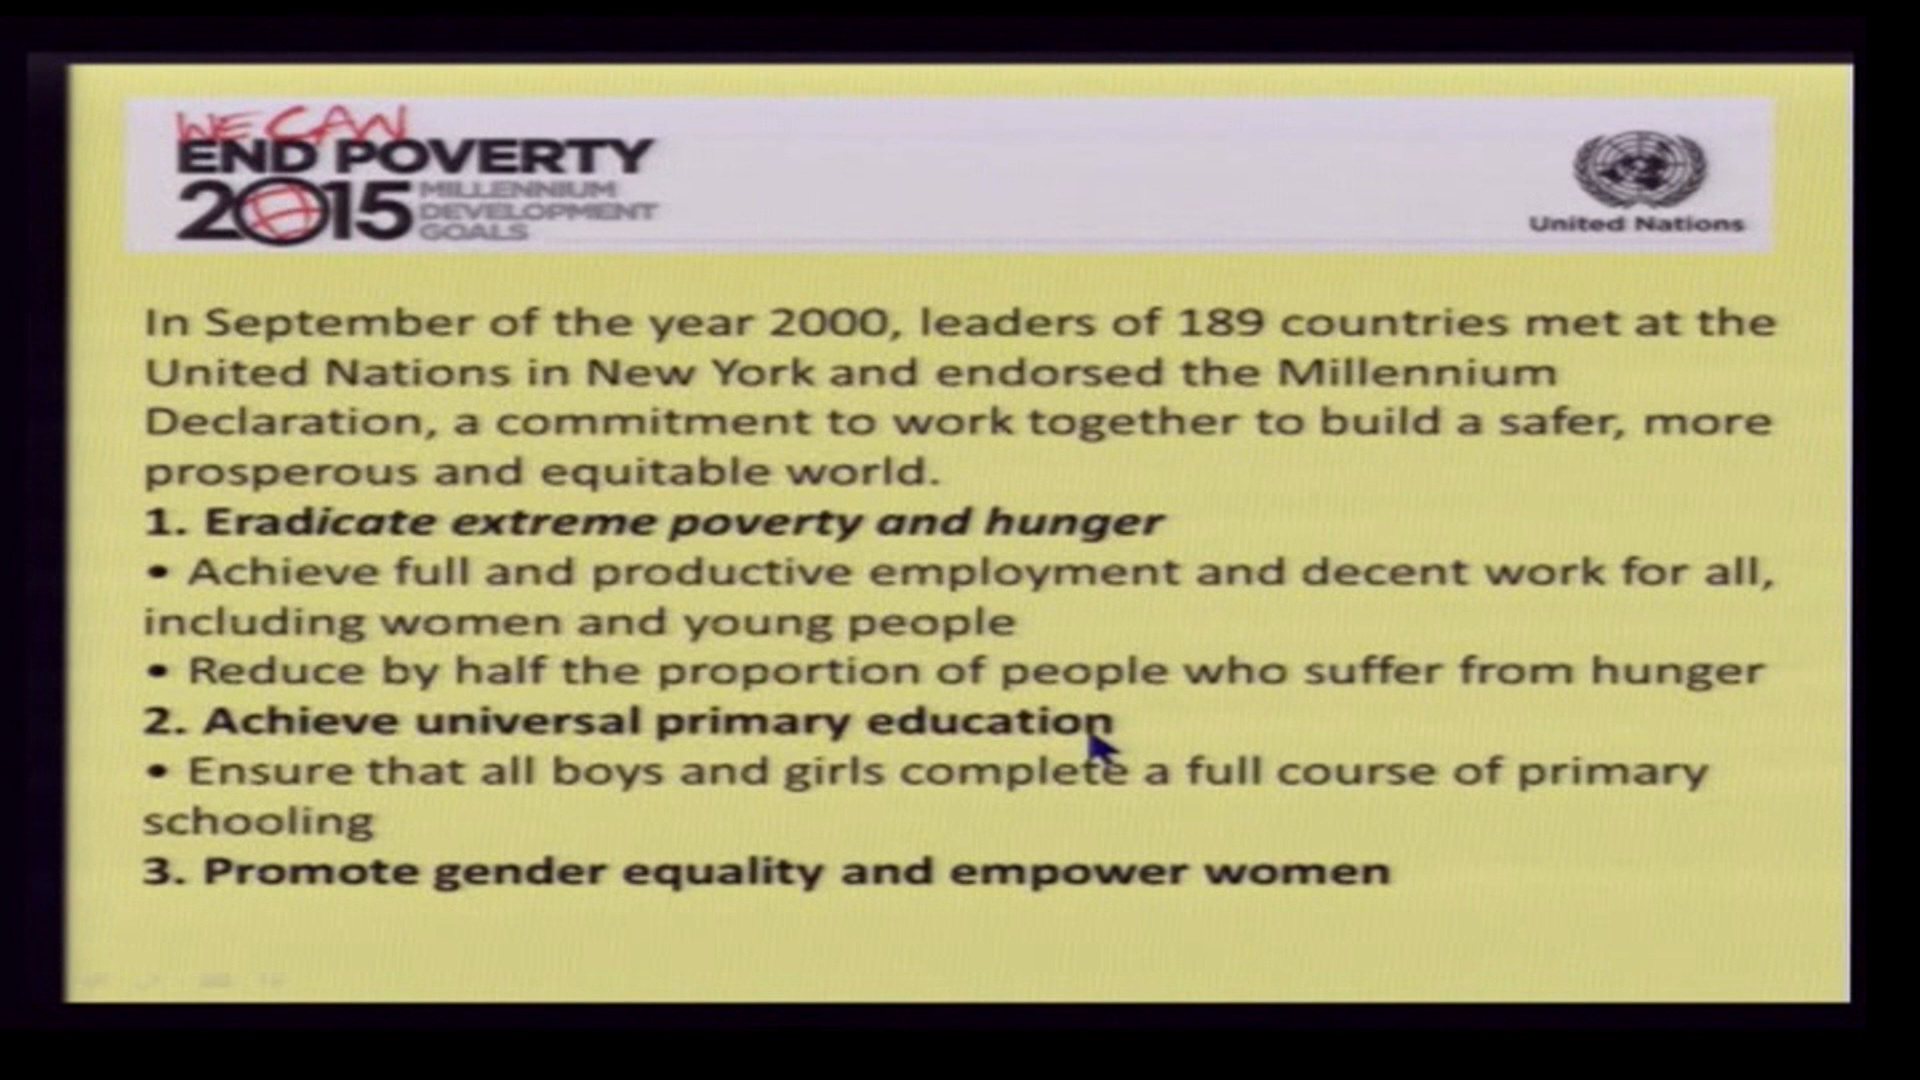 WE CAN
END POVERTY
2015 MILLENNIUM
DEVELOPMENT
GOALS
United Nations
In September of the year 2000, leaders of 189 countries met at the
United Nations in New York and endorsed the Millennium
Declaration, a commitment to work together to build a safer, more
prosperous and equitable world.
1. Eradicate extreme poverty and hunger
• Achieve full and productive employment and decent work for all,
including women and young people
• Reduce by half the proportion of people who suffer from hunger
2. Achieve universal primary education
• Ensure that all boys and girls complete a full course of primary
schooling
3. Promote gender equality and empower women